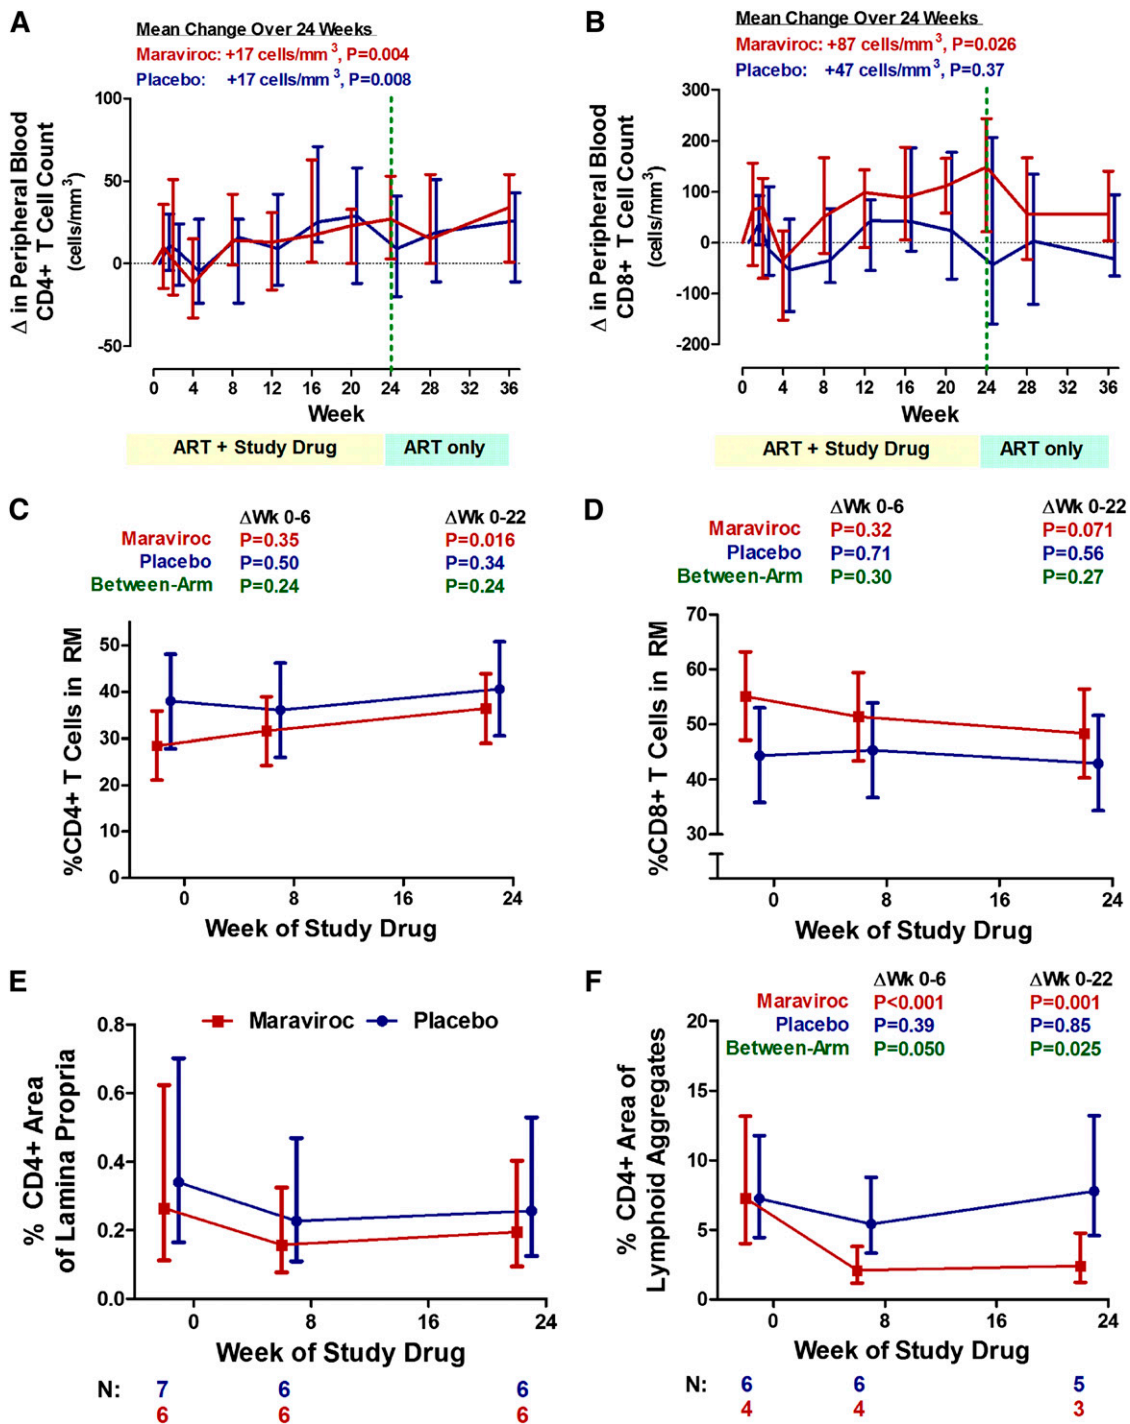 A
Mean Change Over 24 Weeks
Maraviroc: +17 cells/mm³, P=0.004
Placebo: +17 cells/mm³, P=0.008
Δ in Peripheral Blood
CD4+ T Cell Count
(cells/mm³)
100
50
0
-50
0 4 8 12 16 20 24 28 32 36
Week
ART + Study Drug ART only
B
Mean Change Over 24 Weeks
Maraviroc: +87 cells/mm³, P=0.026
Placebo: +47 cells/mm³, P=0.37
Δ in Peripheral Blood
CD8+ T Cell Count
(cells/mm³)
300
200
100
0
-100
-200
0 4 8 12 16 20 24 28 32 36
Week
ART + Study Drug ART only
C
ΔWk 0-6 ΔWk 0-22
Maraviroc P=0.35 P=0.016
Placebo P=0.50 P=0.34
Between-Arm P=0.24 P=0.24
%CD4+ T Cells in RM
50
40
30
20
10
0
0 8 16 24
Week of Study Drug
D
ΔWk 0-6 ΔWk 0-22
Maraviroc P=0.32 P=0.071
Placebo P=0.71 P=0.56
Between-Arm P=0.30 P=0.27
%CD8+ T Cells in RM
70
60
50
40
30
0 8 16 24
Week of Study Drug
E
Maraviroc Placebo
% CD4+ Area
of Lamina Propria
0.8
0.6
0.4
0.2
0.0
0 8 16 24
Week of Study Drug
N: 7 6 6
6 6 6
F
ΔWk 0-6 ΔWk 0-22
Maraviroc P<0.001 P=0.001
Placebo P=0.39 P=0.85
Between-Arm P=0.050 P=0.025
% CD4+ Area of
Lymphoid Aggregates
20
15
10
5
0
0 8 16 24
Week of Study Drug
N: 6 6 5
4 4 3